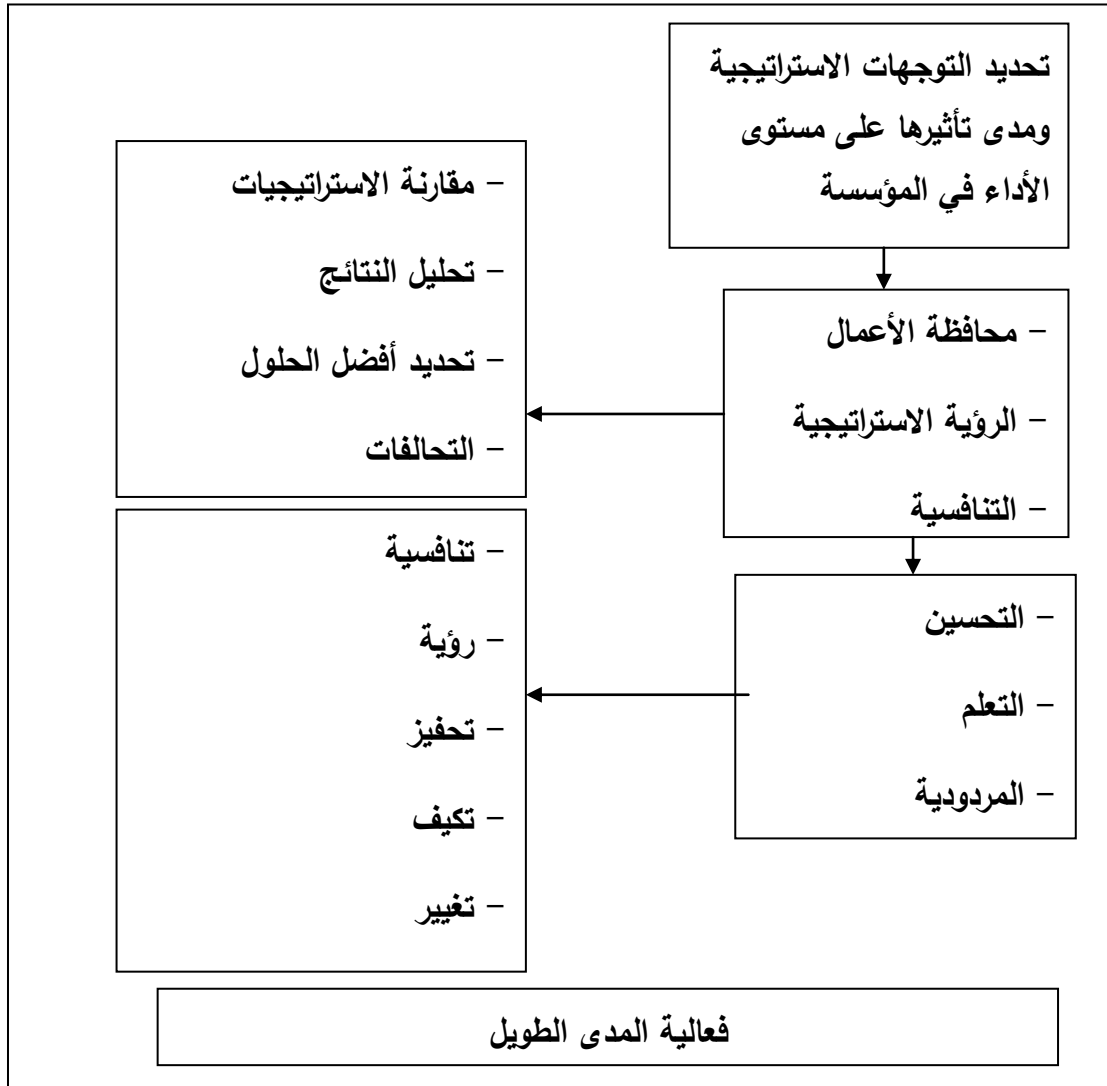 تحديد التوجهات الاستراتيجية
ومدى تأثيرها على مستوى
الأداء في المؤسسة
– محافظة الأعمال
– الرؤية الاستراتيجية
– التنافسية
– مقارنة الاستراتيجيات
– تحليل النتائج
– تحديد أفضل الحلول
– التحالفات
– التحسين
– التعلم
– المردودية
– تنافسية
– رؤية
– تحفيز
– تكيف
– تغيير
فعالية المدى الطويل